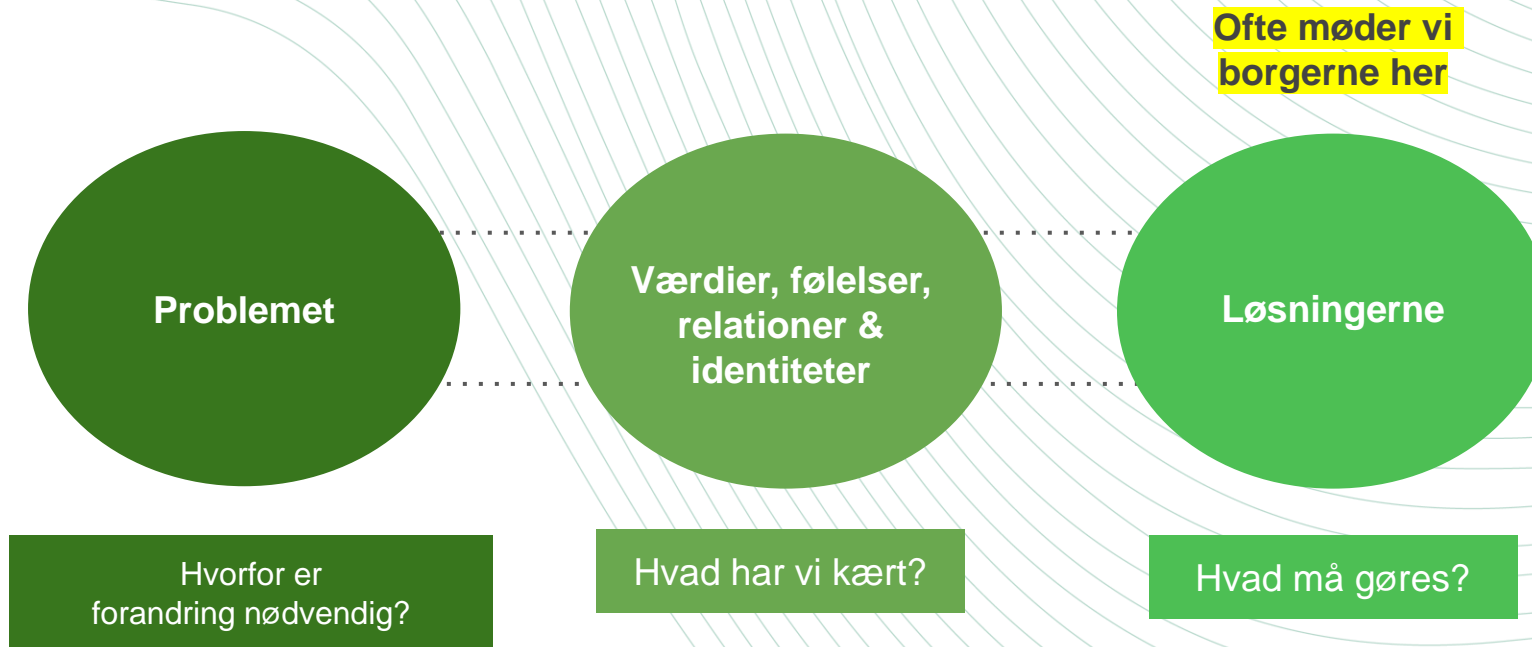 Ofte møder vi
borgerne her
Problemet
Værdier, følelser,
relationer &
identiteter
Løsningerne
Hvorfor er
forandring nødvendig?
Hvad har vi kært?
Hvad må gøres?